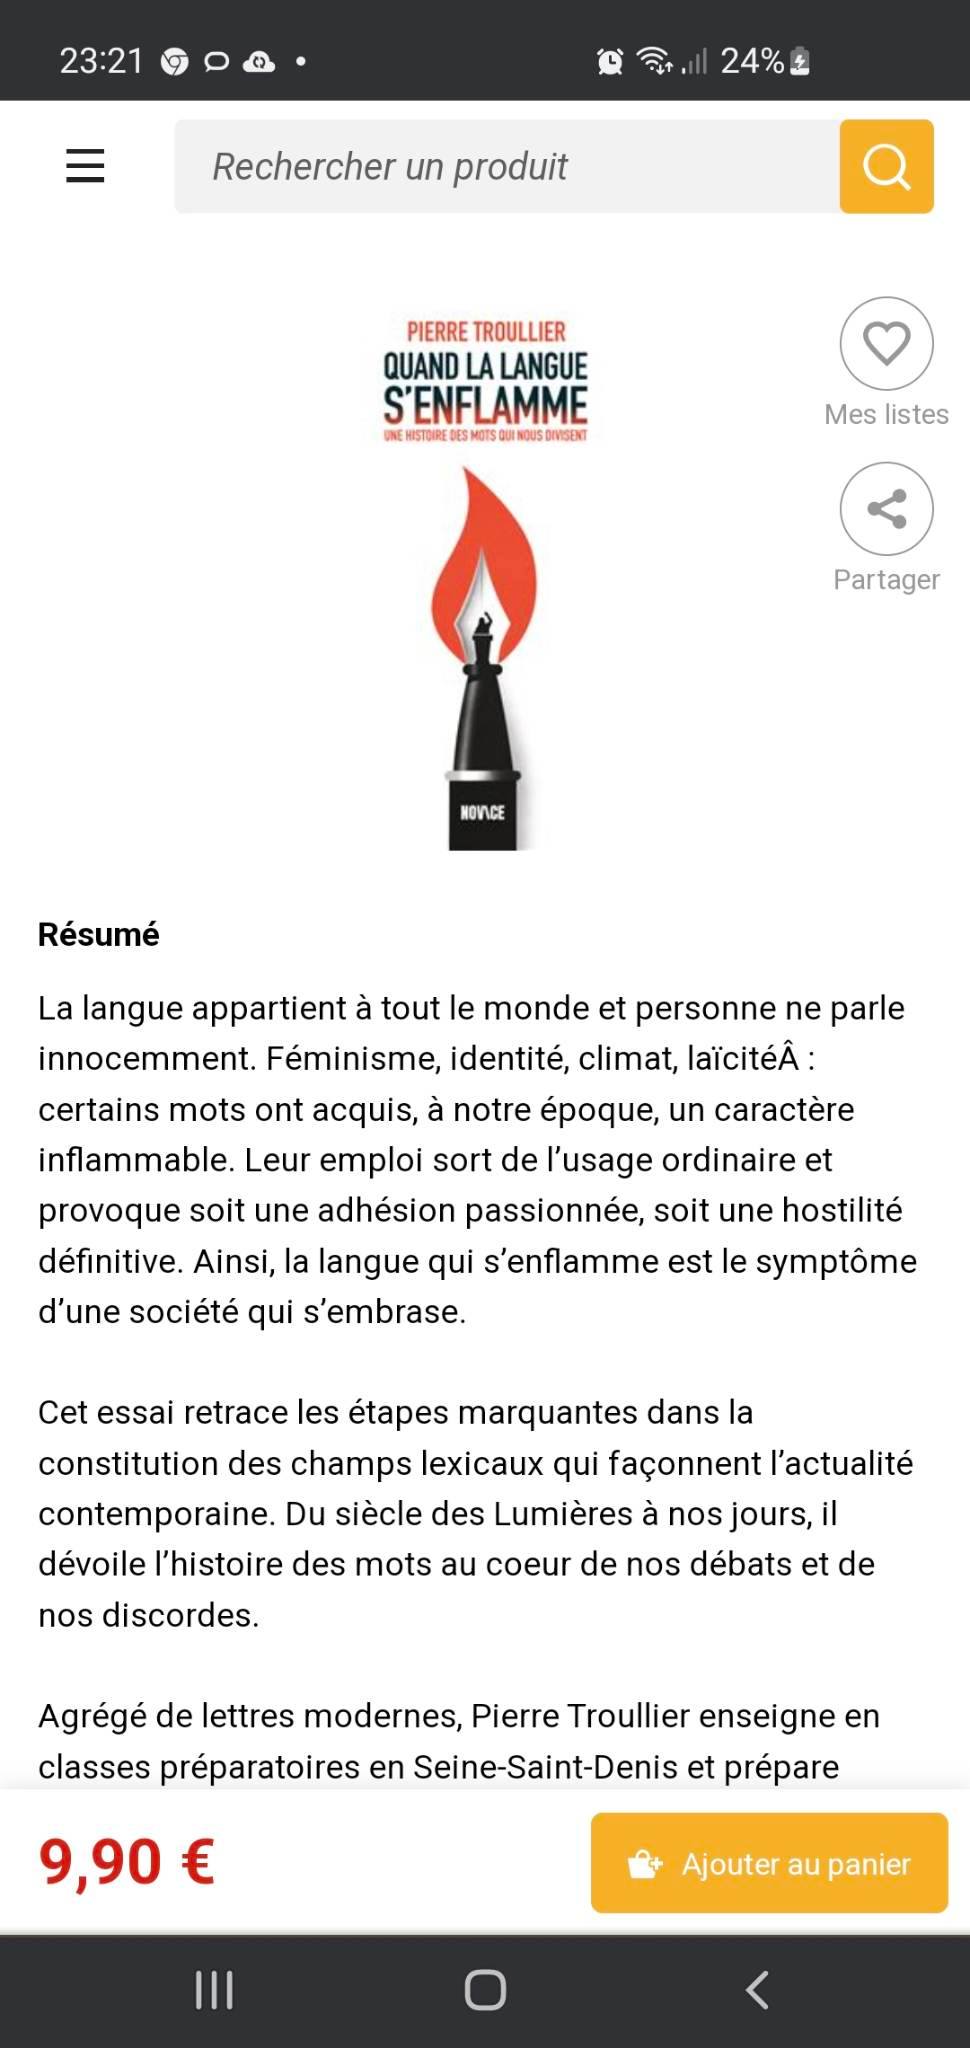 23:21
24%
Rechercher un produit
PIERRE TROULLIER
QUAND LA LANGUE
S'ENFLAMME
UNE HISTOIRE DES MOTS QUI NOUS DIVISENT
Mes listes
Partager
NOV\CE
Résumé
La langue appartient à tout le monde et personne ne parle
innocemment. Féminisme, identité, climat, laïcitéÂ :
certains mots ont acquis, à notre époque, un caractère
inflammable. Leur emploi sort de l’usage ordinaire et
provoque soit une adhésion passionnée, soit une hostilité
définitive. Ainsi, la langue qui s’enflamme est le symptôme
d’une société qui s’embrase.
Cet essai retrace les étapes marquantes dans la
constitution des champs lexicaux qui façonnent l’actualité
contemporaine. Du siècle des Lumières à nos jours, il
dévoile l’histoire des mots au coeur de nos débats et de
nos discordes.
Agrégé de lettres modernes, Pierre Troullier enseigne en
classes préparatoires en Seine-Saint-Denis et prépare
9,90 €
Ajouter au panier